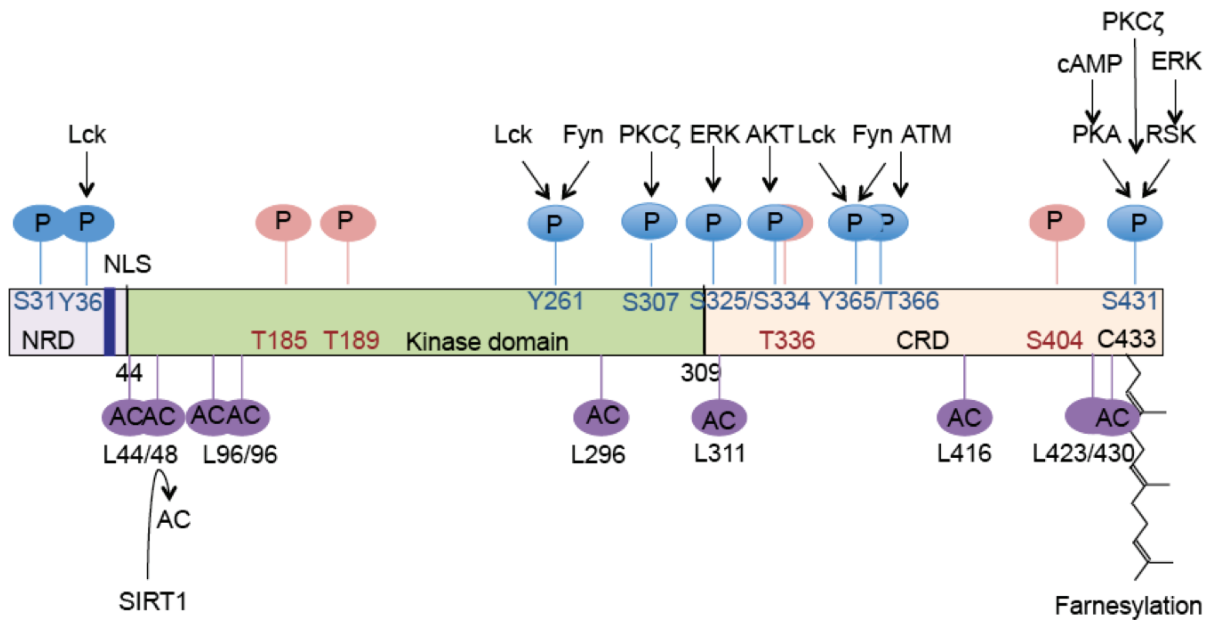 PKCζ
cAMP ERK
Lck Lck Fyn PKCζ ERK AKT Lck Fyn ATM PKA RSK
P P P P P P P P P P P P
NLS
S31 Y36 Y261 S307 S325/S334 Y365/T366 S431
NRD T185 T189 Kinase domain T336 CRD S404 C433
44 309
AC AC AC AC AC AC AC AC
L44/48 L96/96 L296 L311 L416 L423/430
AC
SIRT1
Farnesylation